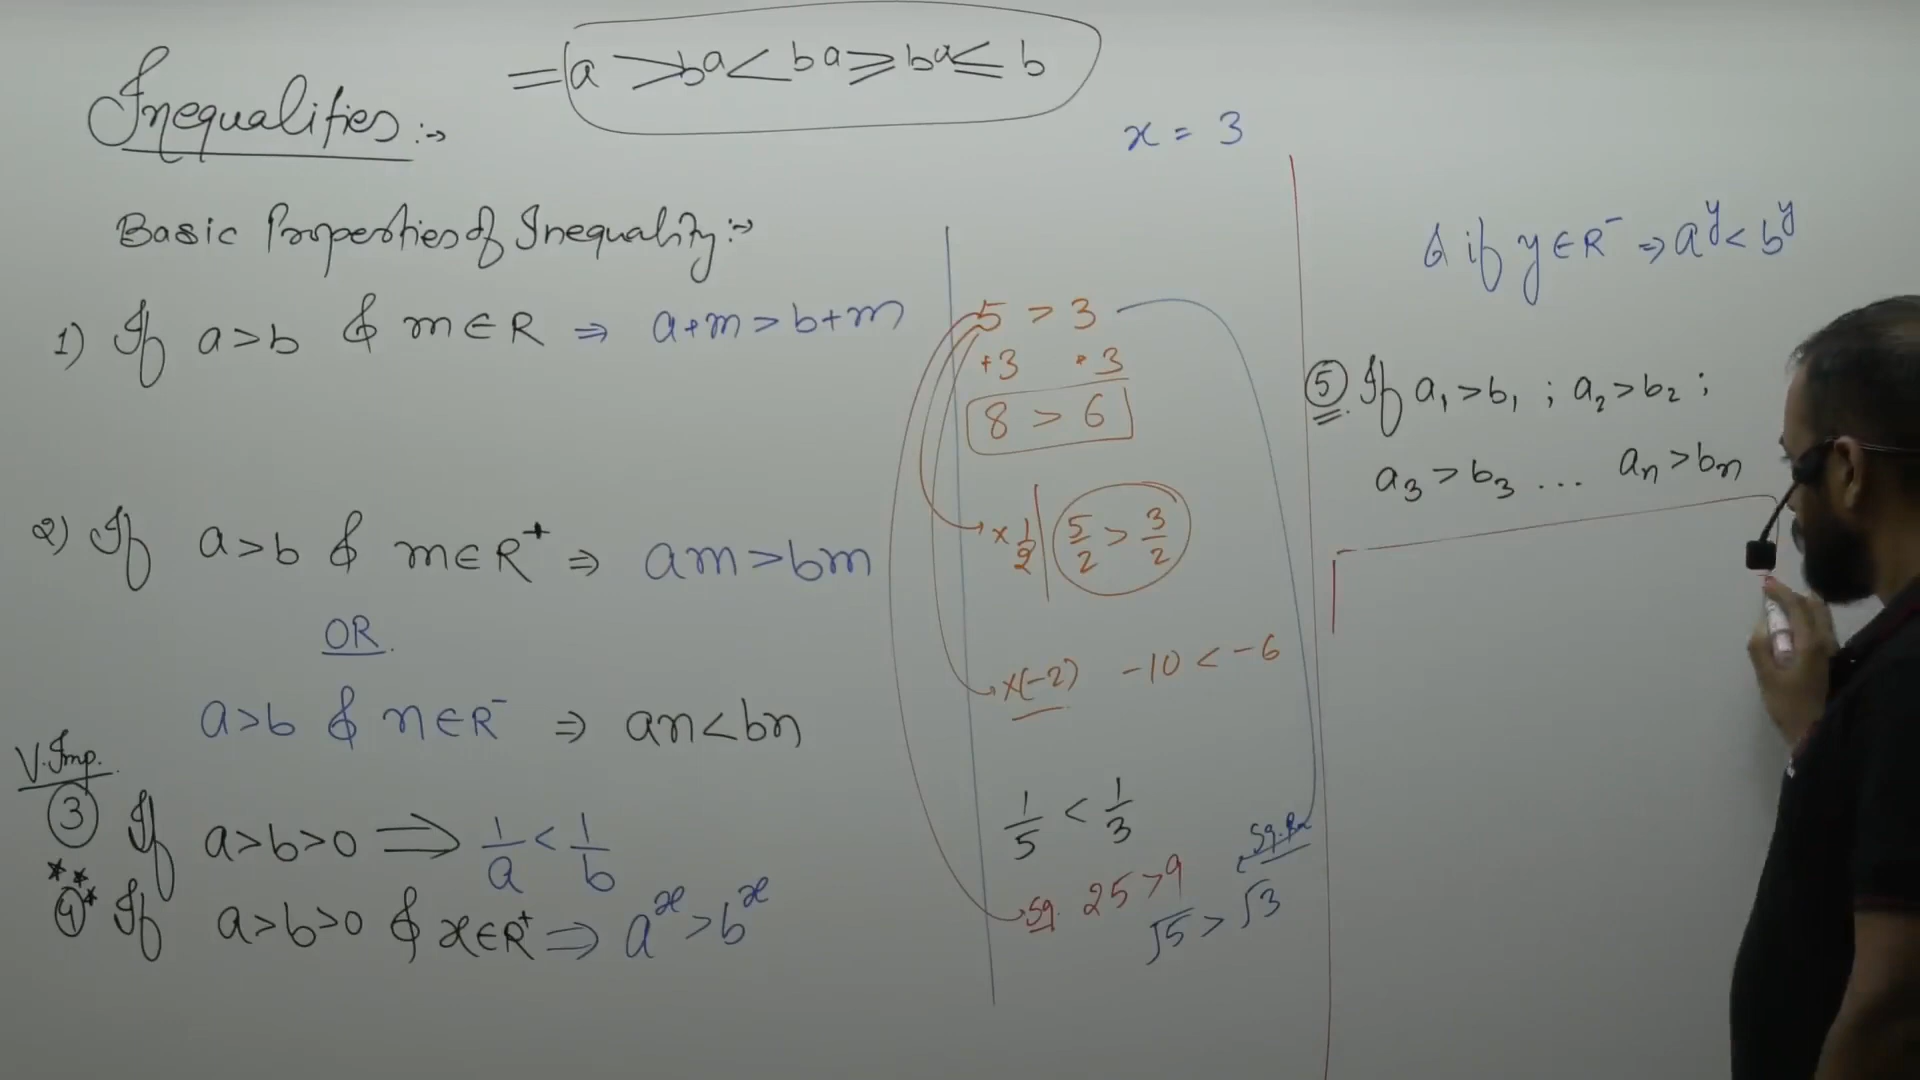 Inequalities :→
= a > b a < b a ≥ b a ≤ b
x = 3
Basic Properties of Inequality :→
1) If a > b & m ∈ R ⇒ a+m > b+m
2) If a > b & m ∈ R⁺ ⇒ am > bm
OR
a > b & n ∈ R⁻ ⇒ an < bn
V.Imp.
③ If a > b > 0 ⟹ 1/a < 1/b
***
④ If a > b > 0 & x ∈ R⁺ ⇒ aˣ > bˣ
5 > 3
+3 +3
8 > 6
× 1/2 | 5/2 > 3/2
×(-2) -10 < -6
1/5 < 1/3
Sq. 25 > 9
Sq. Rt
√5 > √3
& if y ∈ R⁻ ⇒ aʸ < bʸ
⑤ If a₁ > b₁ ; a₂ > b₂ ;
a₃ > b₃ ... aₙ > bₙ